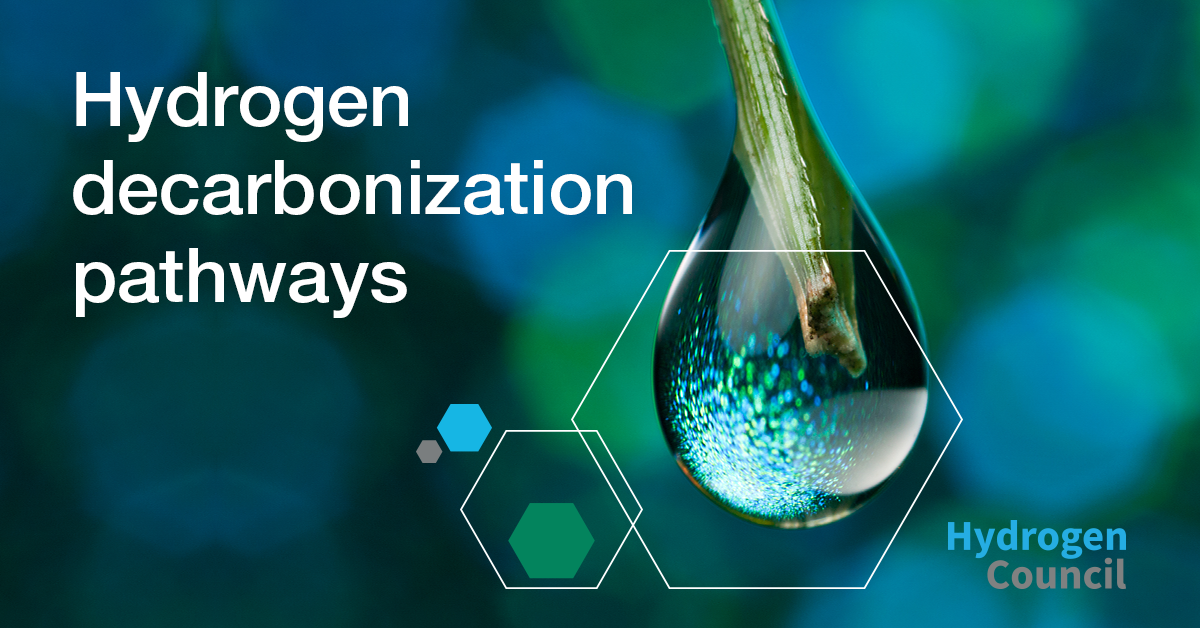 Hydrogen
decarbonization
pathways
Hydrogen
Council